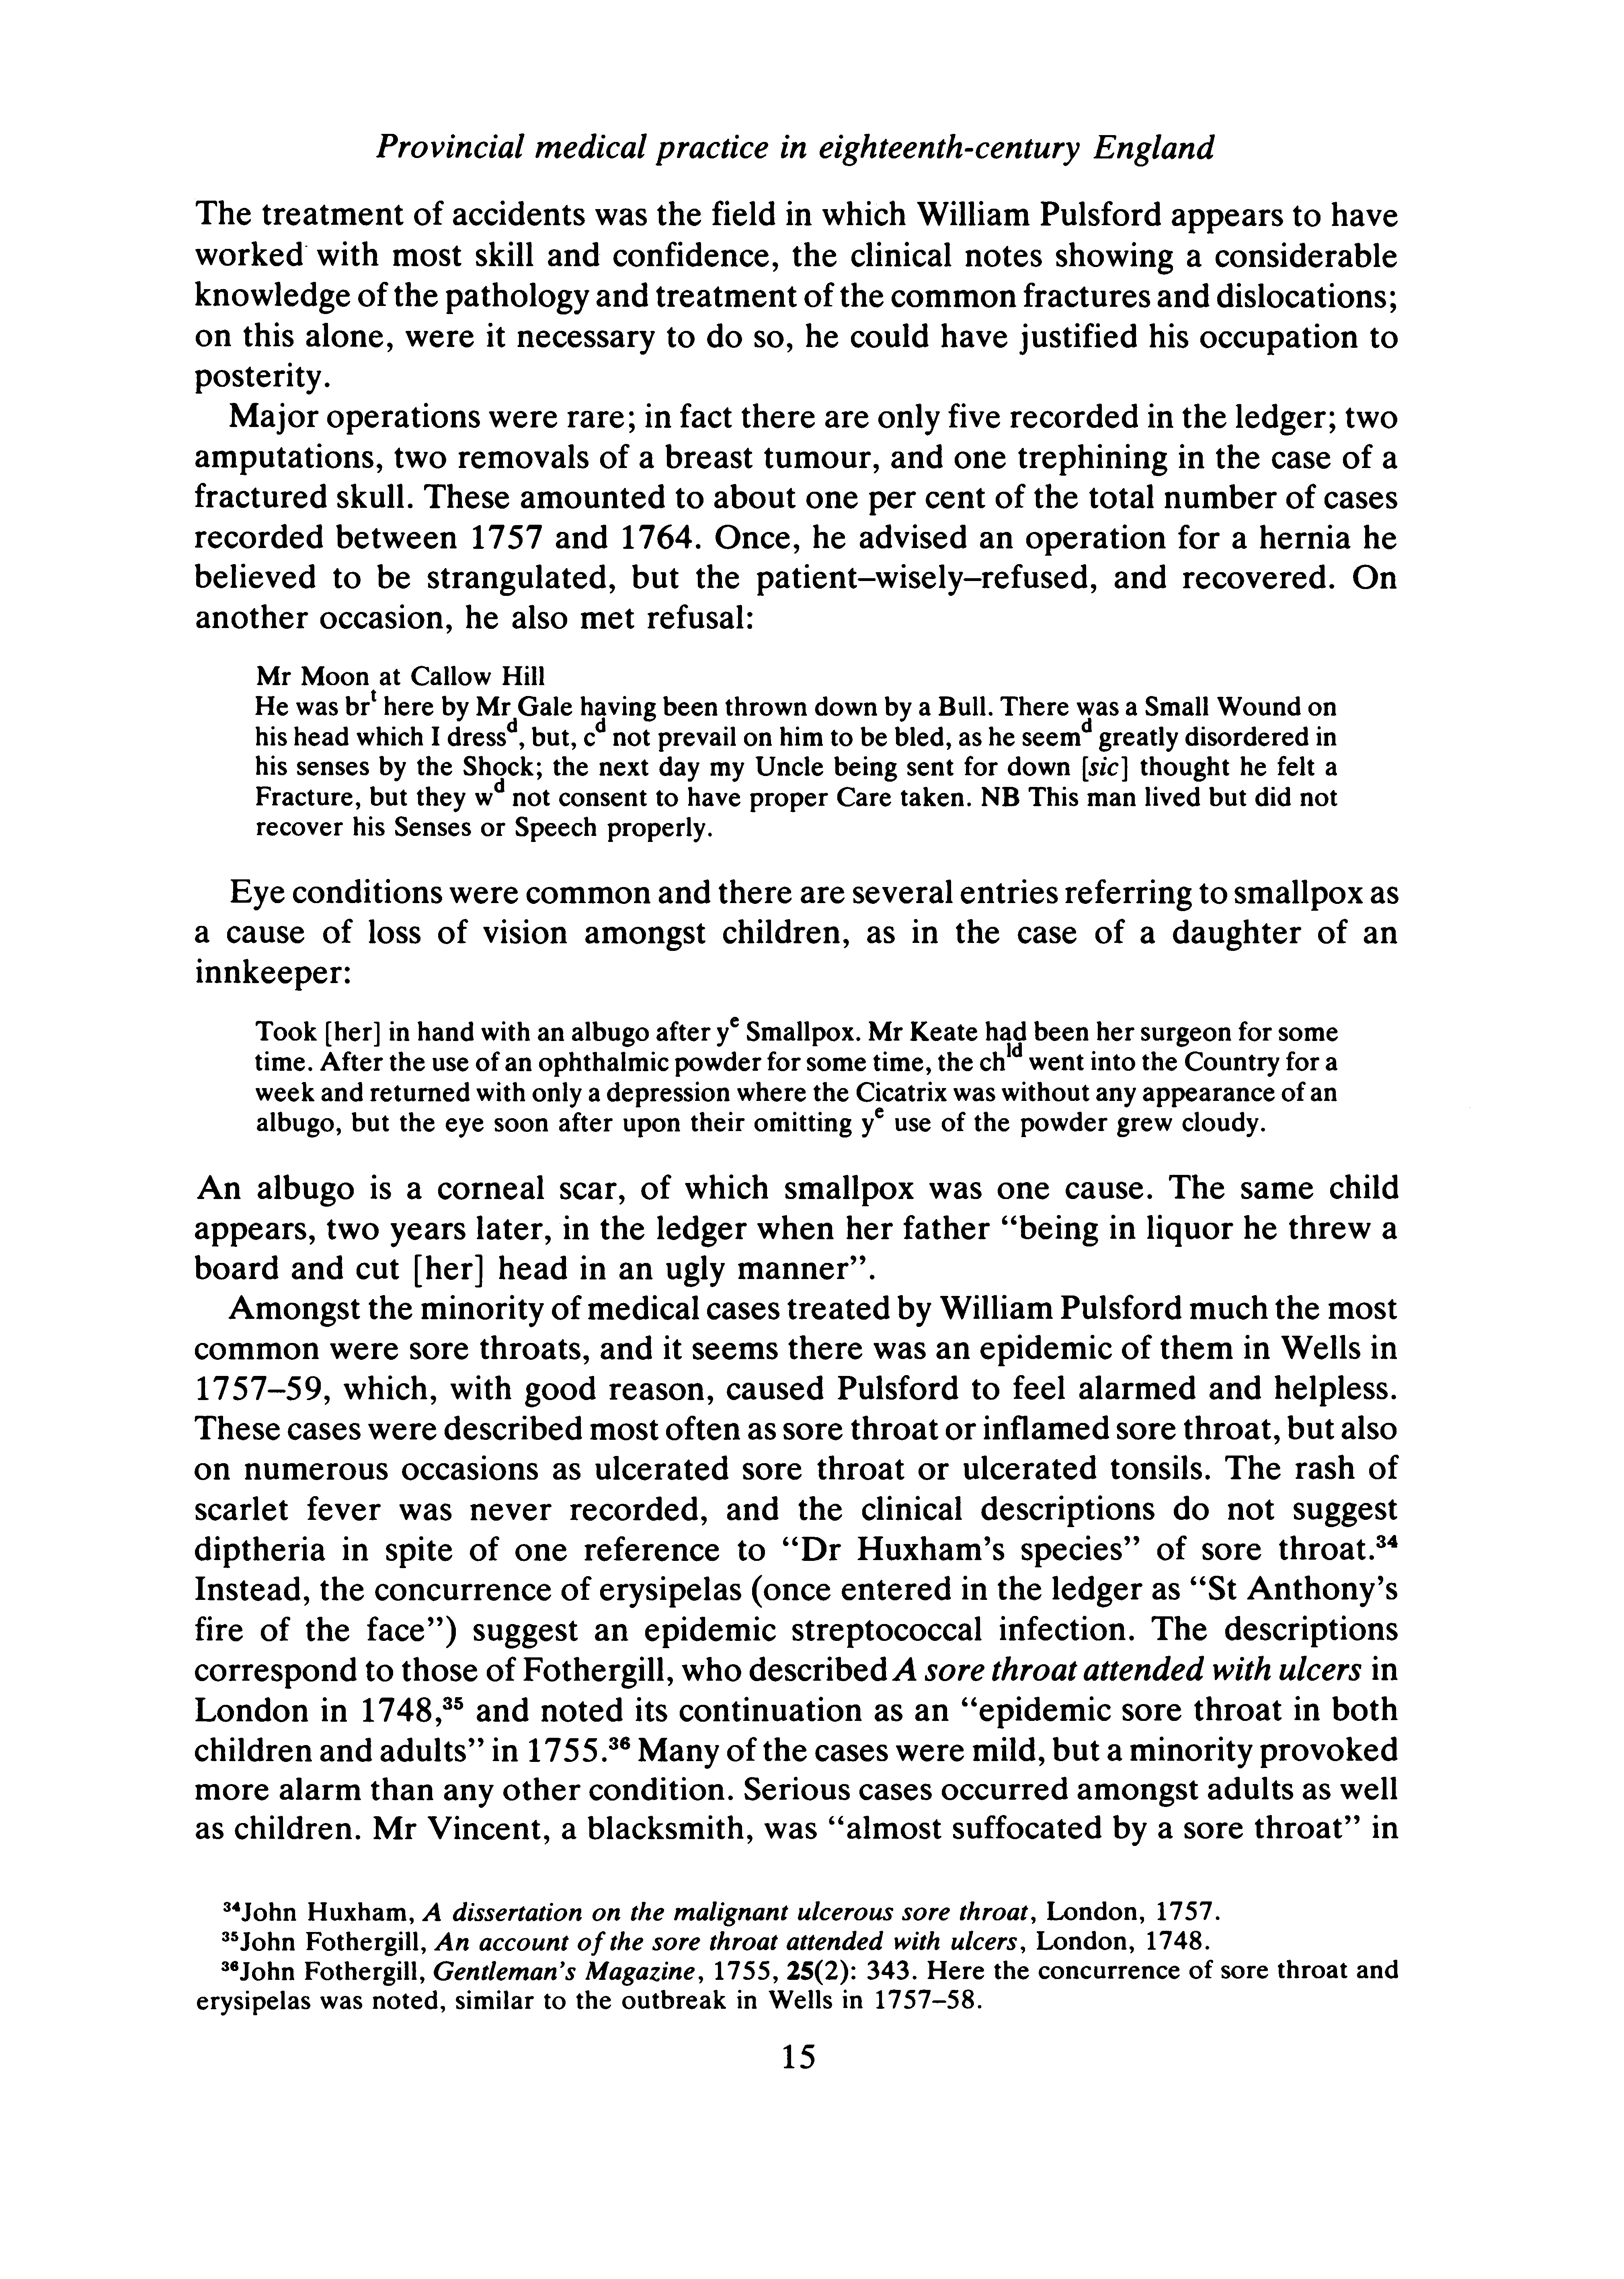 Provincial medical practice in eighteenth-century England
The treatment of accidents was the field in which William Pulsford appears to have
worked with most skill and confidence, the clinical notes showing a considerable
knowledge of the pathology and treatment of the common fractures and dislocations;
on this alone, were it necessary to do so, he could have justified his occupation to
posterity.
Major operations were rare; in fact there are only five recorded in the ledger; two
amputations, two removals of a breast tumour, and one trephining in the case of a
fractured skull. These amounted to about one per cent of the total number of cases
recorded between 1757 and 1764. Once, he advised an operation for a hernia he
believed to be strangulated, but the patient–wisely–refused, and recovered. On
another occasion, he also met refusal:
Mr Moon at Callow Hill
He was brᵗ here by Mr Gale having been thrown down by a Bull. There was a Small Wound on
his head which I dressᵈ, but, cᵈ not prevail on him to be bled, as he seemᵈ greatly disordered in
his senses by the Shock; the next day my Uncle being sent for down [sic] thought he felt a
Fracture, but they wᵈ not consent to have proper Care taken. NB This man lived but did not
recover his Senses or Speech properly.
Eye conditions were common and there are several entries referring to smallpox as
a cause of loss of vision amongst children, as in the case of a daughter of an
innkeeper:
Took [her] in hand with an albugo after yᵉ Smallpox. Mr Keate had been her surgeon for some
time. After the use of an ophthalmic powder for some time, the chˡᵈ went into the Country for a
week and returned with only a depression where the Cicatrix was without any appearance of an
albugo, but the eye soon after upon their omitting yᵉ use of the powder grew cloudy.
An albugo is a corneal scar, of which smallpox was one cause. The same child
appears, two years later, in the ledger when her father “being in liquor he threw a
board and cut [her] head in an ugly manner”.
Amongst the minority of medical cases treated by William Pulsford much the most
common were sore throats, and it seems there was an epidemic of them in Wells in
1757–59, which, with good reason, caused Pulsford to feel alarmed and helpless.
These cases were described most often as sore throat or inflamed sore throat, but also
on numerous occasions as ulcerated sore throat or ulcerated tonsils. The rash of
scarlet fever was never recorded, and the clinical descriptions do not suggest
diptheria in spite of one reference to “Dr Huxham’s species” of sore throat.³⁴
Instead, the concurrence of erysipelas (once entered in the ledger as “St Anthony’s
fire of the face”) suggest an epidemic streptococcal infection. The descriptions
correspond to those of Fothergill, who described A sore throat attended with ulcers in
London in 1748,³⁵ and noted its continuation as an “epidemic sore throat in both
children and adults” in 1755.³⁶ Many of the cases were mild, but a minority provoked
more alarm than any other condition. Serious cases occurred amongst adults as well
as children. Mr Vincent, a blacksmith, was “almost suffocated by a sore throat” in
³⁴John Huxham, A dissertation on the malignant ulcerous sore throat, London, 1757.
³⁵John Fothergill, An account of the sore throat attended with ulcers, London, 1748.
³⁶John Fothergill, Gentleman’s Magazine, 1755, 25(2): 343. Here the concurrence of sore throat and
erysipelas was noted, similar to the outbreak in Wells in 1757–58.
15